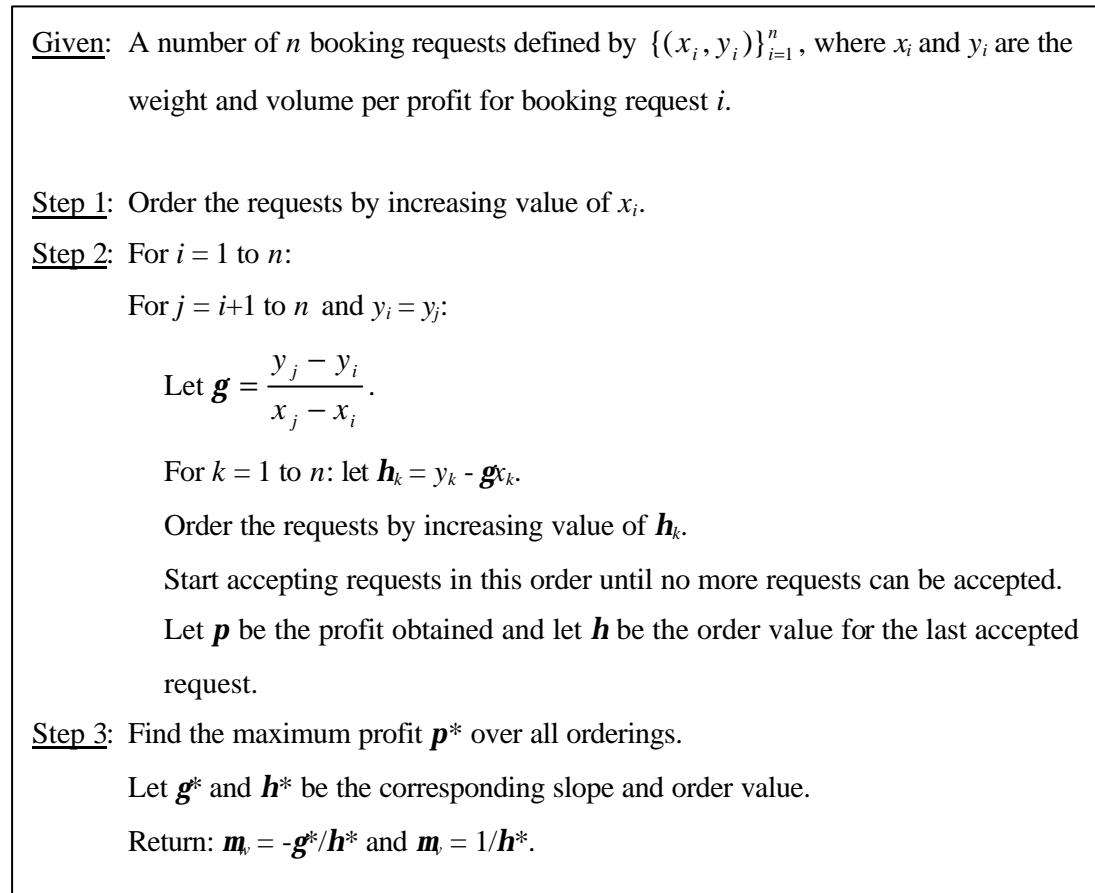 Given: A number of n booking requests defined by {(x_i, y_i)}_{i=1}^n, where x_i and y_i are the
weight and volume per profit for booking request i.
Step 1: Order the requests by increasing value of x_i.
Step 2: For i = 1 to n:
For j = i+1 to n and y_i = y_j:
Let g = (y_j − y_i) / (x_j − x_i).
For k = 1 to n: let h_k = y_k - gx_k.
Order the requests by increasing value of h_k.
Start accepting requests in this order until no more requests can be accepted.
Let p be the profit obtained and let h be the order value for the last accepted
request.
Step 3: Find the maximum profit p* over all orderings.
Let g* and h* be the corresponding slope and order value.
Return: m_w = -g*/h* and m_v = 1/h*.